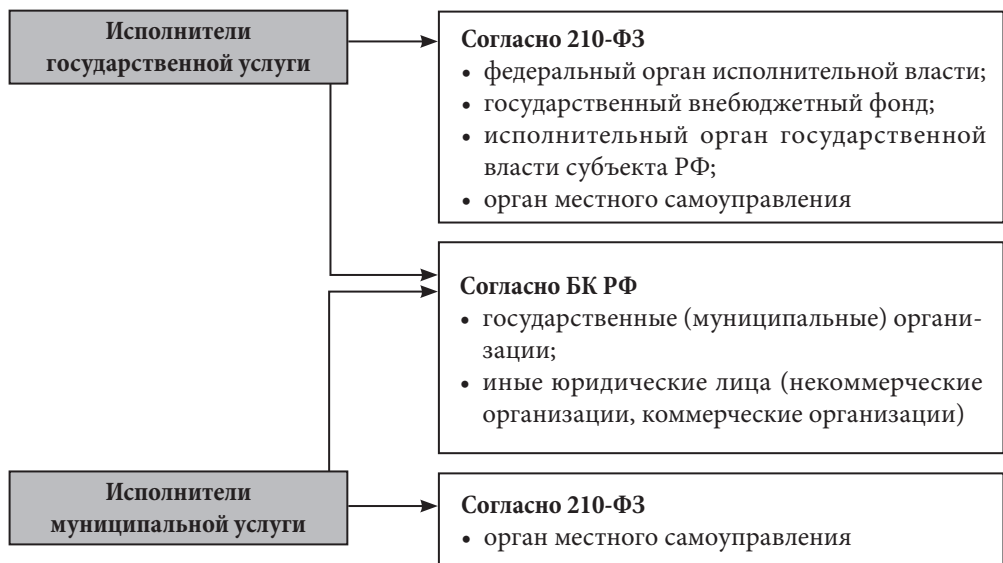 Исполнители
государственной услуги
Согласно 210-ФЗ
• федеральный орган исполнительной власти;
• государственный внебюджетный фонд;
• исполнительный орган государственной
власти субъекта РФ;
• орган местного самоуправления
Согласно БК РФ
• государственные (муниципальные) органи-
зации;
• иные юридические лица (некоммерческие
организации, коммерческие организации)
Исполнители
муниципальной услуги
Согласно 210-ФЗ
• орган местного самоуправления